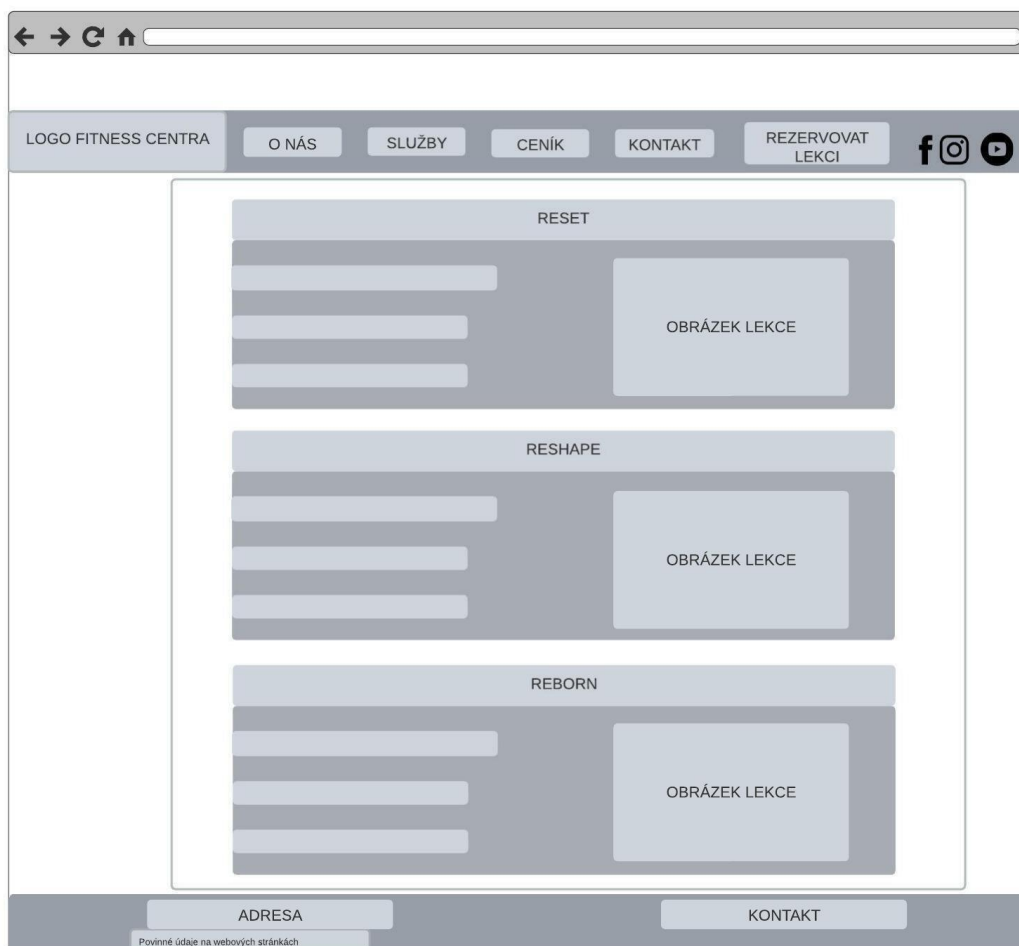 LOGO FITNESS CENTRA
O NÁS
SLUŽBY
CENÍK
KONTAKT
REZERVOVAT
LEKCI
RESET
OBRÁZEK LEKCE
RESHAPE
OBRÁZEK LEKCE
REBORN
OBRÁZEK LEKCE
ADRESA
KONTAKT
Povinné údaje na webových stránkách